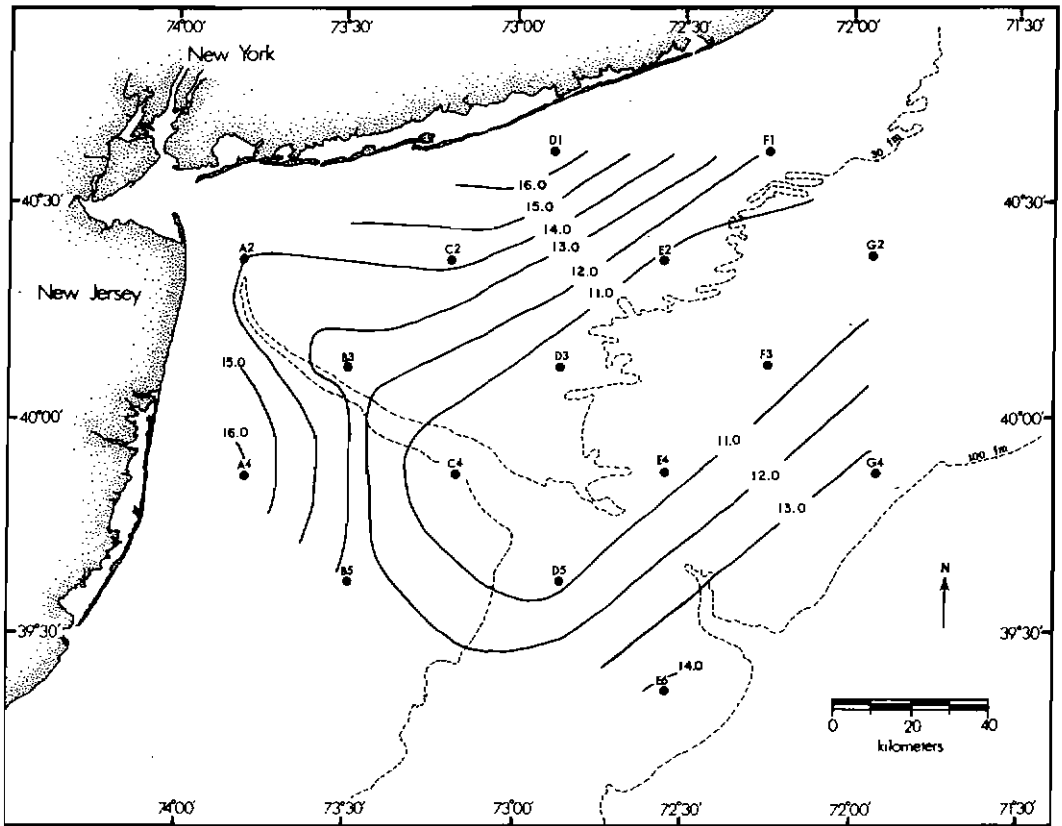 74°00' 73°30' 73°00' 72°30' 72°00' 71°30'
New York
D1 F1
30 fm
16.0
40°30' 40°30'
15.0
14.0
A2 C2 13.0 E2 G2
12.0
New Jersey 11.0
B3 D3 F3
15.0
40°00' 40°00'
16.0 11.0
100 fm
A4 C4 E4 G4
12.0
13.0
B5 D5
N
39°30' 39°30'
14.0
E6
0 20 40
kilometers
74°00' 73°30' 73°00' 72°30' 72°00'